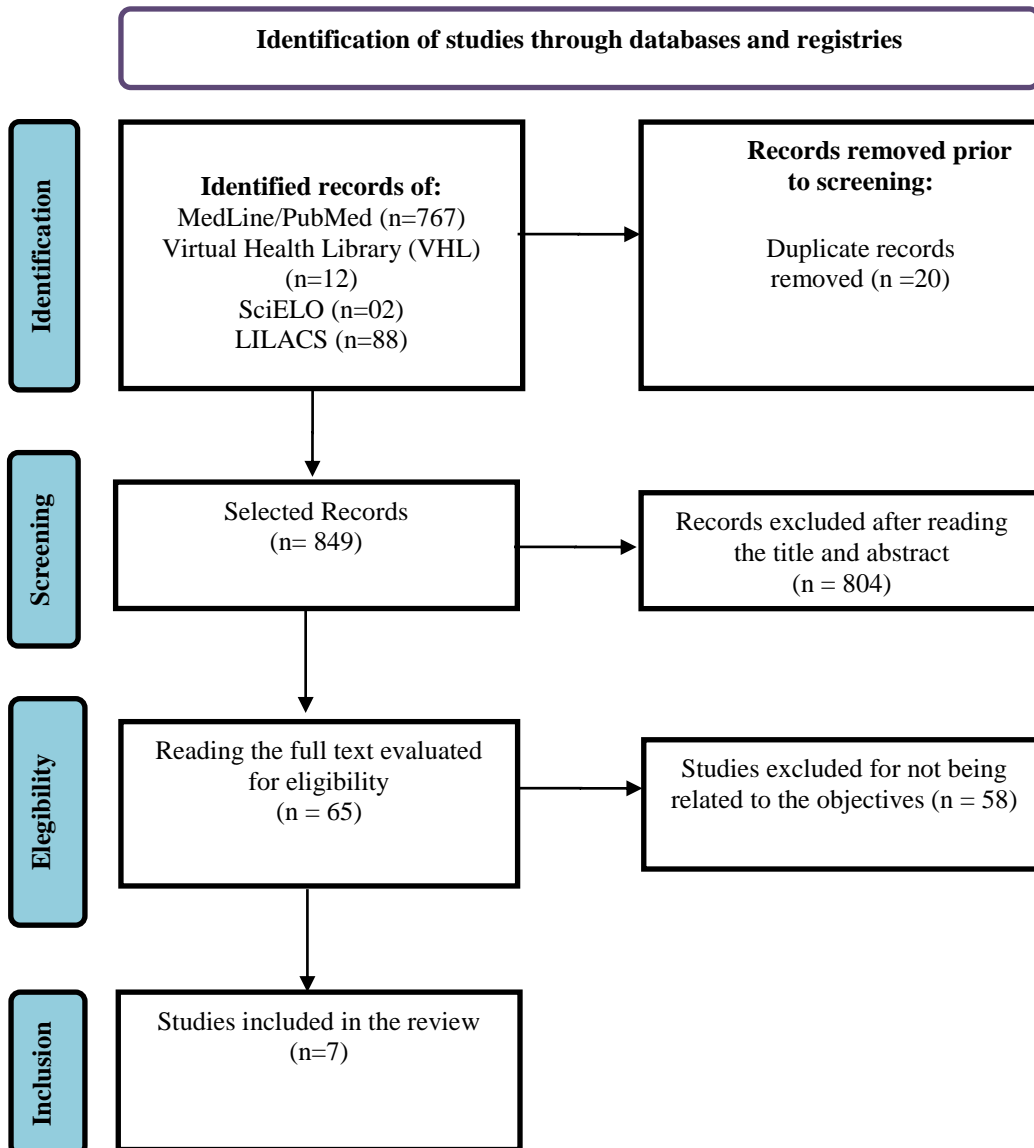 Identification of studies through databases and registries
Identification
Identified records of:
MedLine/PubMed (n=767)
Virtual Health Library (VHL)
(n=12)
SciELO (n=02)
LILACS (n=88)
Records removed prior
to screening:
Duplicate records
removed (n =20)
Screening
Selected Records
(n= 849)
Records excluded after reading
the title and abstract
(n = 804)
Elegibility
Reading the full text evaluated
for eligibility
(n = 65)
Studies excluded for not being
related to the objectives (n = 58)
Inclusion
Studies included in the review
(n=7)